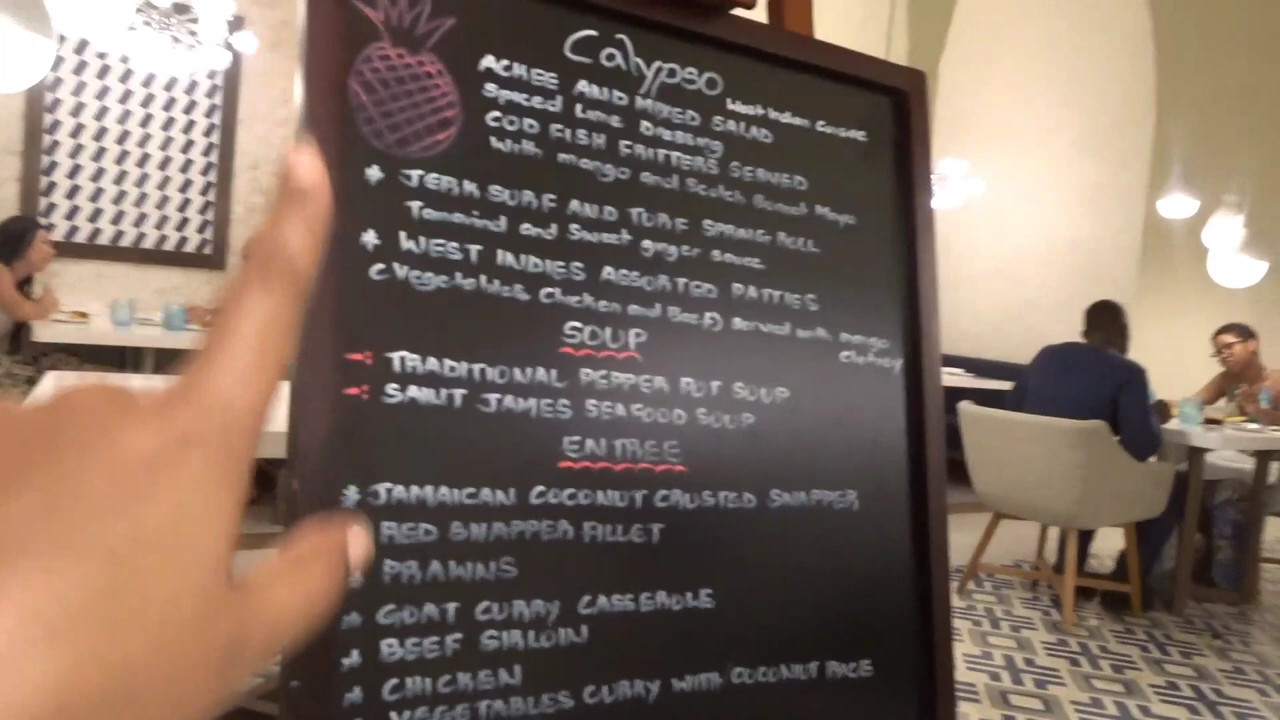 Calypso
West Indian Cuisine
ACKEE AND MIXED SALAD
Spiced Lime Dressing
COD FISH FRITTERS SERVED
With mango and Scotch Bonnet Mayo
* JERK SURF AND TURF SPRING ROLL
Tamarind and Sweet ginger sauce
* WEST INDIES ASSORTED PATTIES
(Vegetables, Chicken and Beef) served with mango
chutney
SOUP
TRADITIONAL PEPPER POT SOUP
SAINT JAMES SEAFOOD SOUP
ENTREE
* JAMAICAN COCONUT CRUSTED SNAPPER
RED SNAPPER FILLET
PRAWNS
* GOAT CURRY CASSEROLE
* BEEF SIRLOIN
* CHICKEN
* VEGETABLES CURRY WITH COCONUT RICE